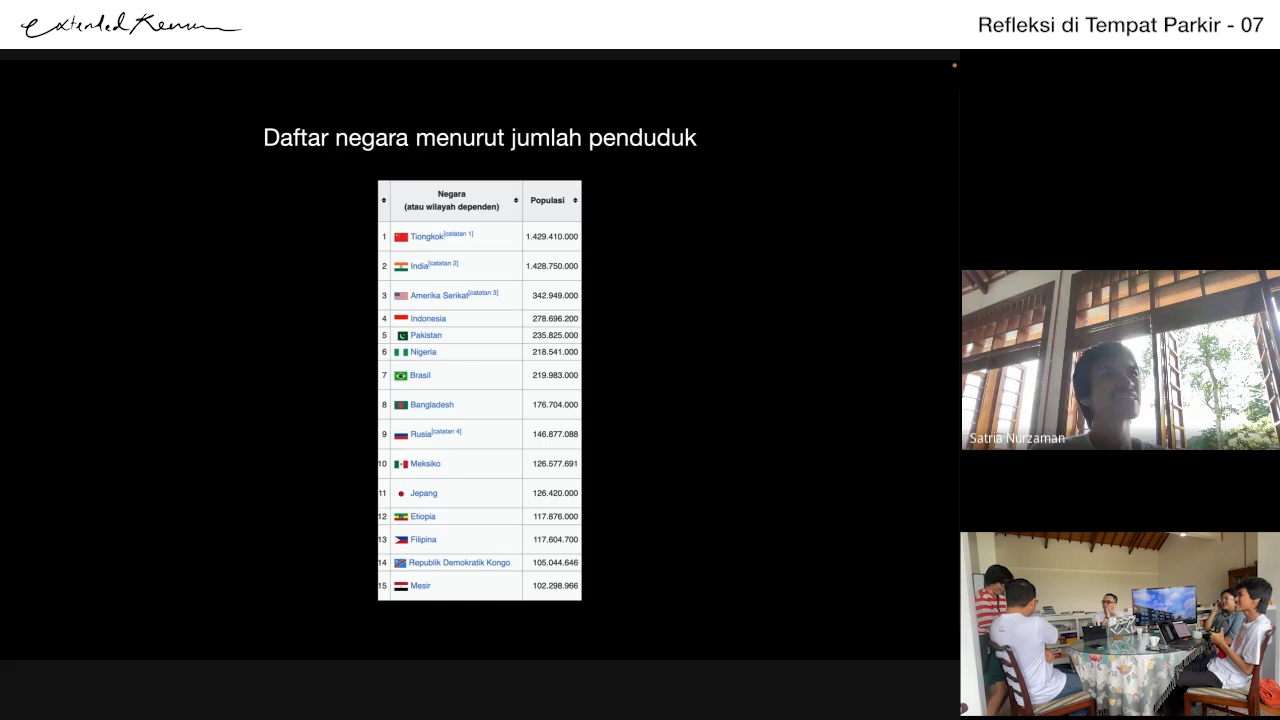 Extended Kemun
Refleksi di Tempat Parkir - 07
Daftar negara menurut jumlah penduduk
Negara
(atau wilayah dependen)
Populasi
1 Tiongkok[catatan 1] 1.429.410.000
2 India[catatan 2] 1.428.750.000
3 Amerika Serikat[catatan 3] 342.949.000
4 Indonesia 278.696.200
5 Pakistan 235.825.000
6 Nigeria 218.541.000
7 Brasil 219.983.000
8 Bangladesh 176.704.000
9 Rusia[catatan 4] 146.877.088
10 Meksiko 126.577.691
11 Jepang 126.420.000
12 Etiopia 117.876.000
13 Filipina 117.604.700
14 Republik Demokratik Kongo 105.044.646
15 Mesir 102.298.966
Satria Nurzaman